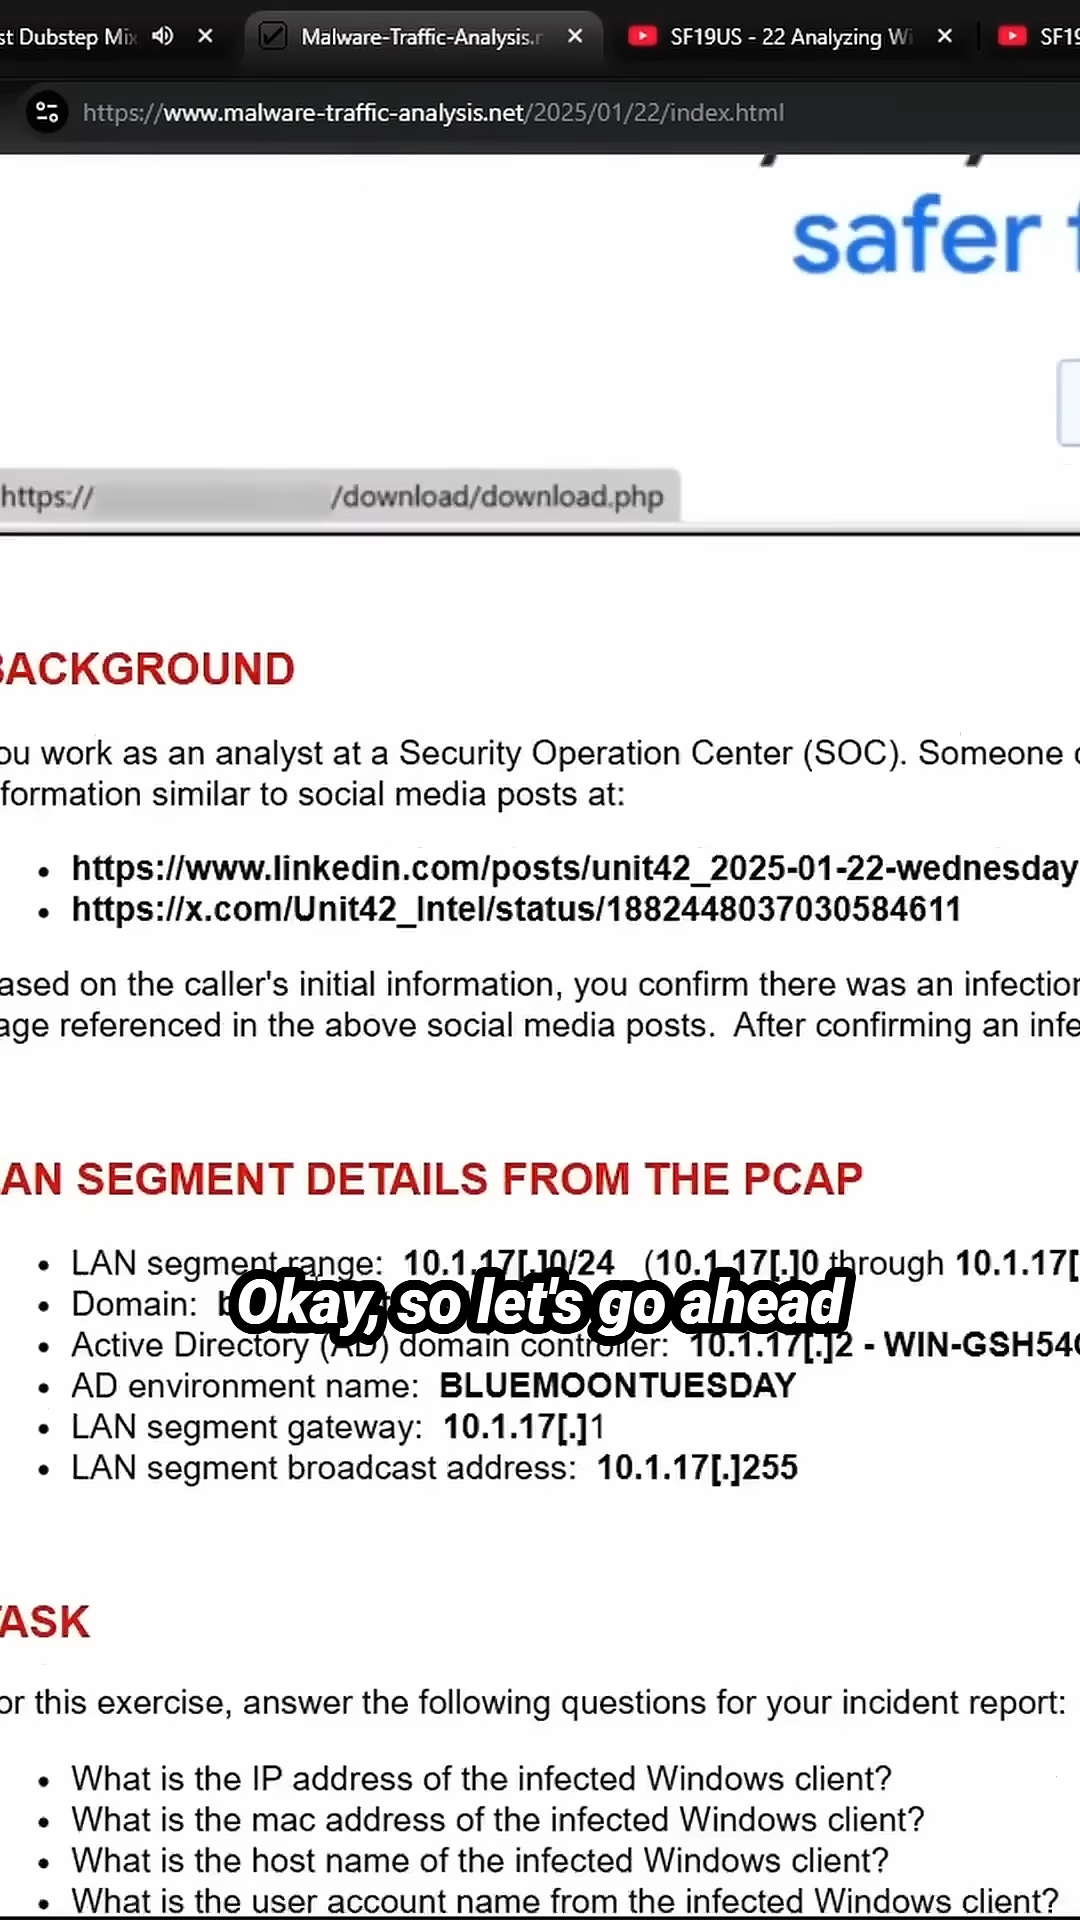 st Dubstep Mix
Malware-Traffic-Analysis.n
SF19US - 22 Analyzing Wi
SF19
https://www.malware-traffic-analysis.net/2025/01/22/index.html
safer f
https:// /download/download.php
BACKGROUND
ou work as an analyst at a Security Operation Center (SOC). Someone c
formation similar to social media posts at:
• https://www.linkedin.com/posts/unit42_2025-01-22-wednesday
• https://x.com/Unit42_Intel/status/1882448037030584611
ased on the caller's initial information, you confirm there was an infection
age referenced in the above social media posts. After confirming an infe
AN SEGMENT DETAILS FROM THE PCAP
• LAN segment range: 10.1.17[.]0/24 (10.1.17[.]0 through 10.1.17[
• Domain: b
Okay, so let's go ahead
• Active Directory (AD) domain controller: 10.1.17[.]2 - WIN-GSH54
• AD environment name: BLUEMOONTUESDAY
• LAN segment gateway: 10.1.17[.]1
• LAN segment broadcast address: 10.1.17[.]255
TASK
or this exercise, answer the following questions for your incident report:
• What is the IP address of the infected Windows client?
• What is the mac address of the infected Windows client?
• What is the host name of the infected Windows client?
• What is the user account name from the infected Windows client?